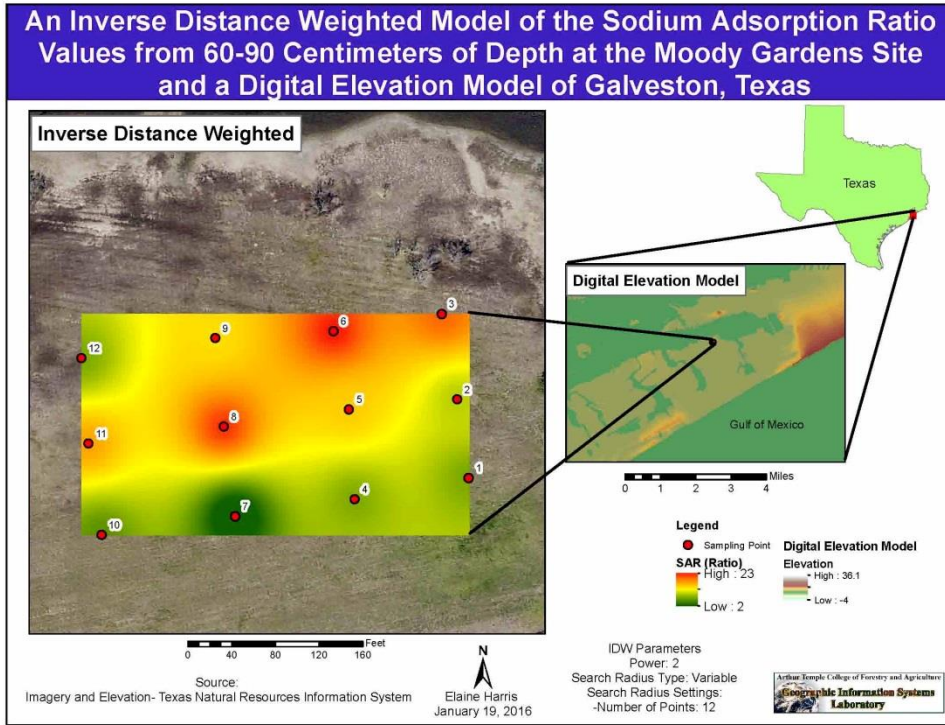 An Inverse Distance Weighted Model of the Sodium Adsorption Ratio
Values from 60-90 Centimeters of Depth at the Moody Gardens Site
and a Digital Elevation Model of Galveston, Texas
Inverse Distance Weighted
Texas
Digital Elevation Model
Gulf of Mexico
3
6
9
12
2
5
8
11
1
4
7
10
Miles
0 1 2 3 4
Legend
Sampling Point
SAR (Ratio)
High : 23
Low : 2
Digital Elevation Model
Elevation
High : 36.1
Low : -4
Feet
0 40 80 120 160
Source:
Imagery and Elevation- Texas Natural Resources Information System
N
Elaine Harris
January 19, 2016
IDW Parameters
Power: 2
Search Radius Type: Variable
Search Radius Settings:
-Number of Points: 12
Arthur Temple College of Forestry and Agriculture
Geographic Information Systems
Laboratory